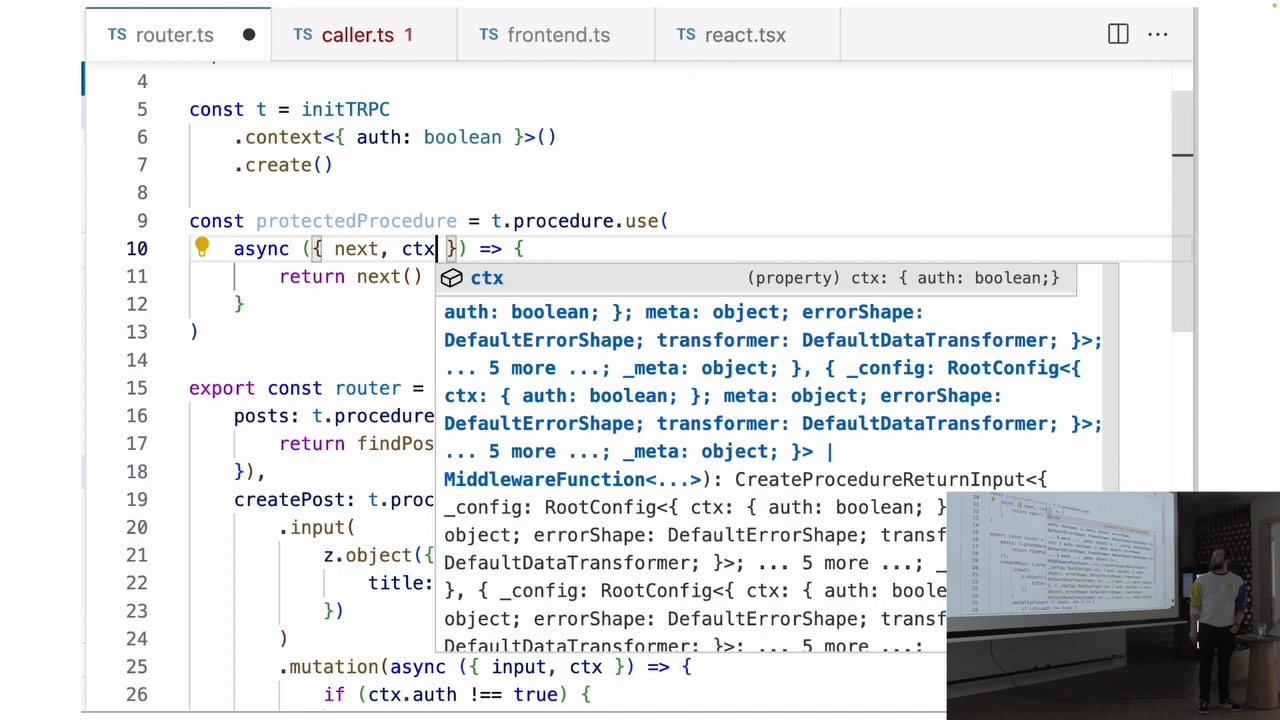 TS router.ts ● TS caller.ts 1 TS frontend.ts TS react.tsx ···
4
5 const t = initTRPC
6 .context<{ auth: boolean }>()
7 .create()
8
9 const protectedProcedure = t.procedure.use(
10 async ({ next, ctx }) => {
11 return next()
ctx (property) ctx: { auth: boolean;}
12 }
auth: boolean; }; meta: object; errorShape:
13 )
DefaultErrorShape; transformer: DefaultDataTransformer; }>;
14
... 5 more ...; _meta: object; }, { _config: RootConfig<{
15 export const router =
ctx: { auth: boolean; }; meta: object; errorShape:
16 posts: t.procedure
DefaultErrorShape; transformer: DefaultDataTransformer; }>;
17 return findPos
... 5 more ...; _meta: object; }> |
18 }),
MiddlewareFunction<...>): CreateProcedureReturnInput<{
19 createPost: t.proc
_config: RootConfig<{ ctx: { auth: boolean; }
20 .input(
object; errorShape: DefaultErrorShape; transf
21 z.object({
DefaultDataTransformer; }>; ... 5 more ...; _
22 title:
}, { _config: RootConfig<{ ctx: { auth: boole
23 })
object; errorShape: DefaultErrorShape; transf
24 )
DefaultDataTransformer; }>; ... 5 more ...;
25 .mutation(async ({ input, ctx }) => {
26 if (ctx.auth !== true) {